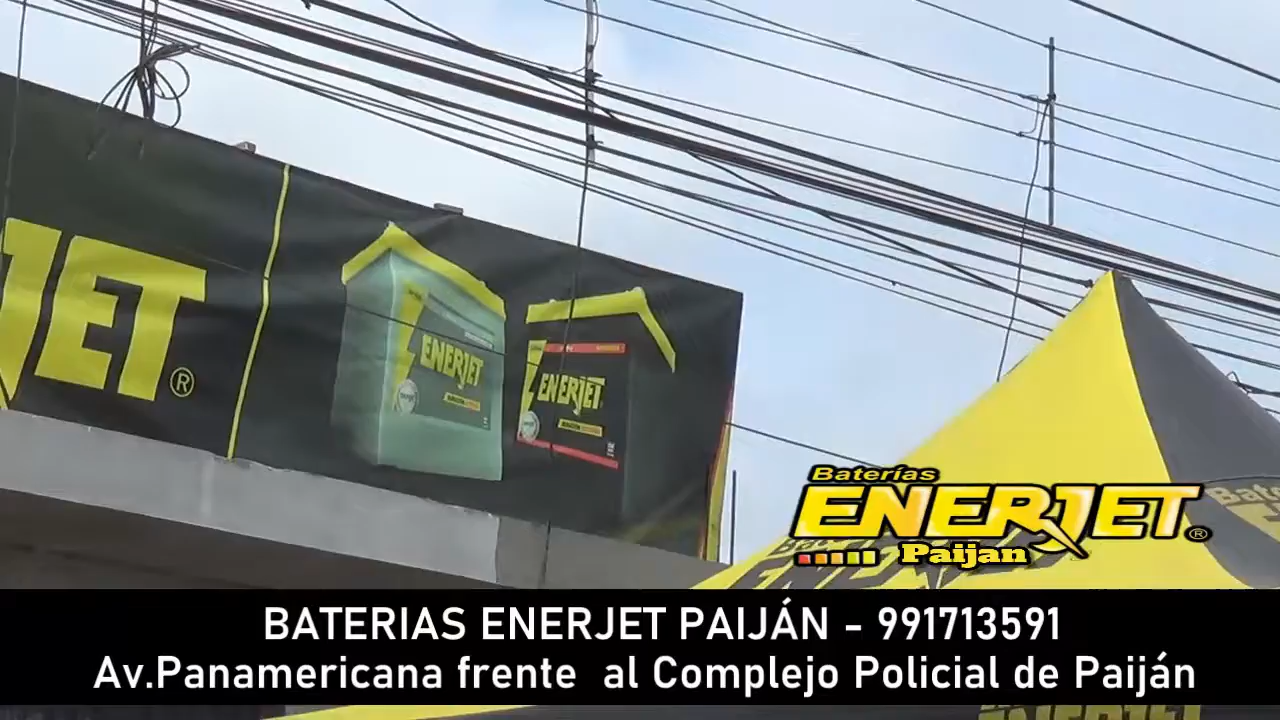 JET®
ENERJET
ENERJET
Baterías
ENERJET®
Paijan
BATERIAS ENERJET PAIJÁN - 991713591
Av.Panamericana frente al Complejo Policial de Paiján